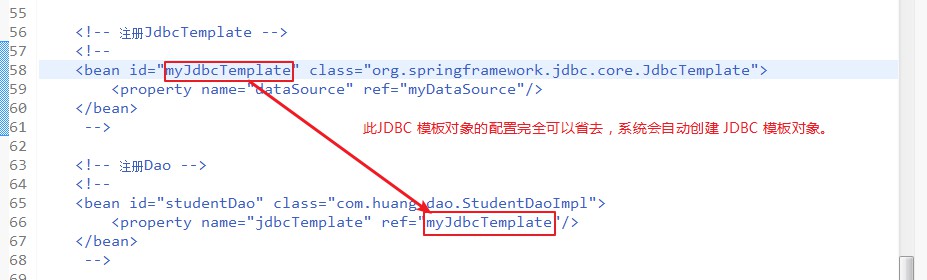 55
56 <!-- 注册JdbcTemplate -->
57 <!--
58 <bean id="myJdbcTemplate" class="org.springframework.jdbc.core.JdbcTemplate">
59 <property name="dataSource" ref="myDataSource"/>
60 </bean>
61 -->
此JDBC 模板对象的配置完全可以省去，系统会自动创建 JDBC 模板对象。
62
63 <!-- 注册Dao -->
64 <!--
65 <bean id="studentDao" class="com.huang.dao.StudentDaoImpl">
66 <property name="jdbcTemplate" ref="myJdbcTemplate"/>
67 </bean>
68 -->
69